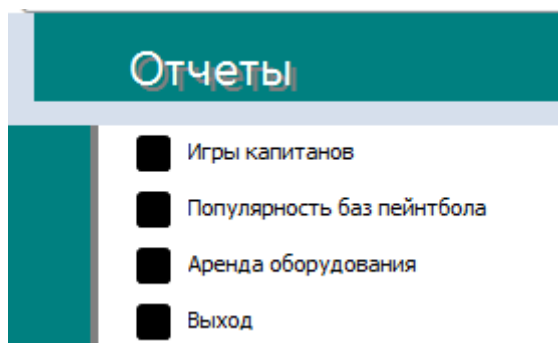 Отчеты
Игры капитанов
Популярность баз пейнтбола
Аренда оборудования
Выход